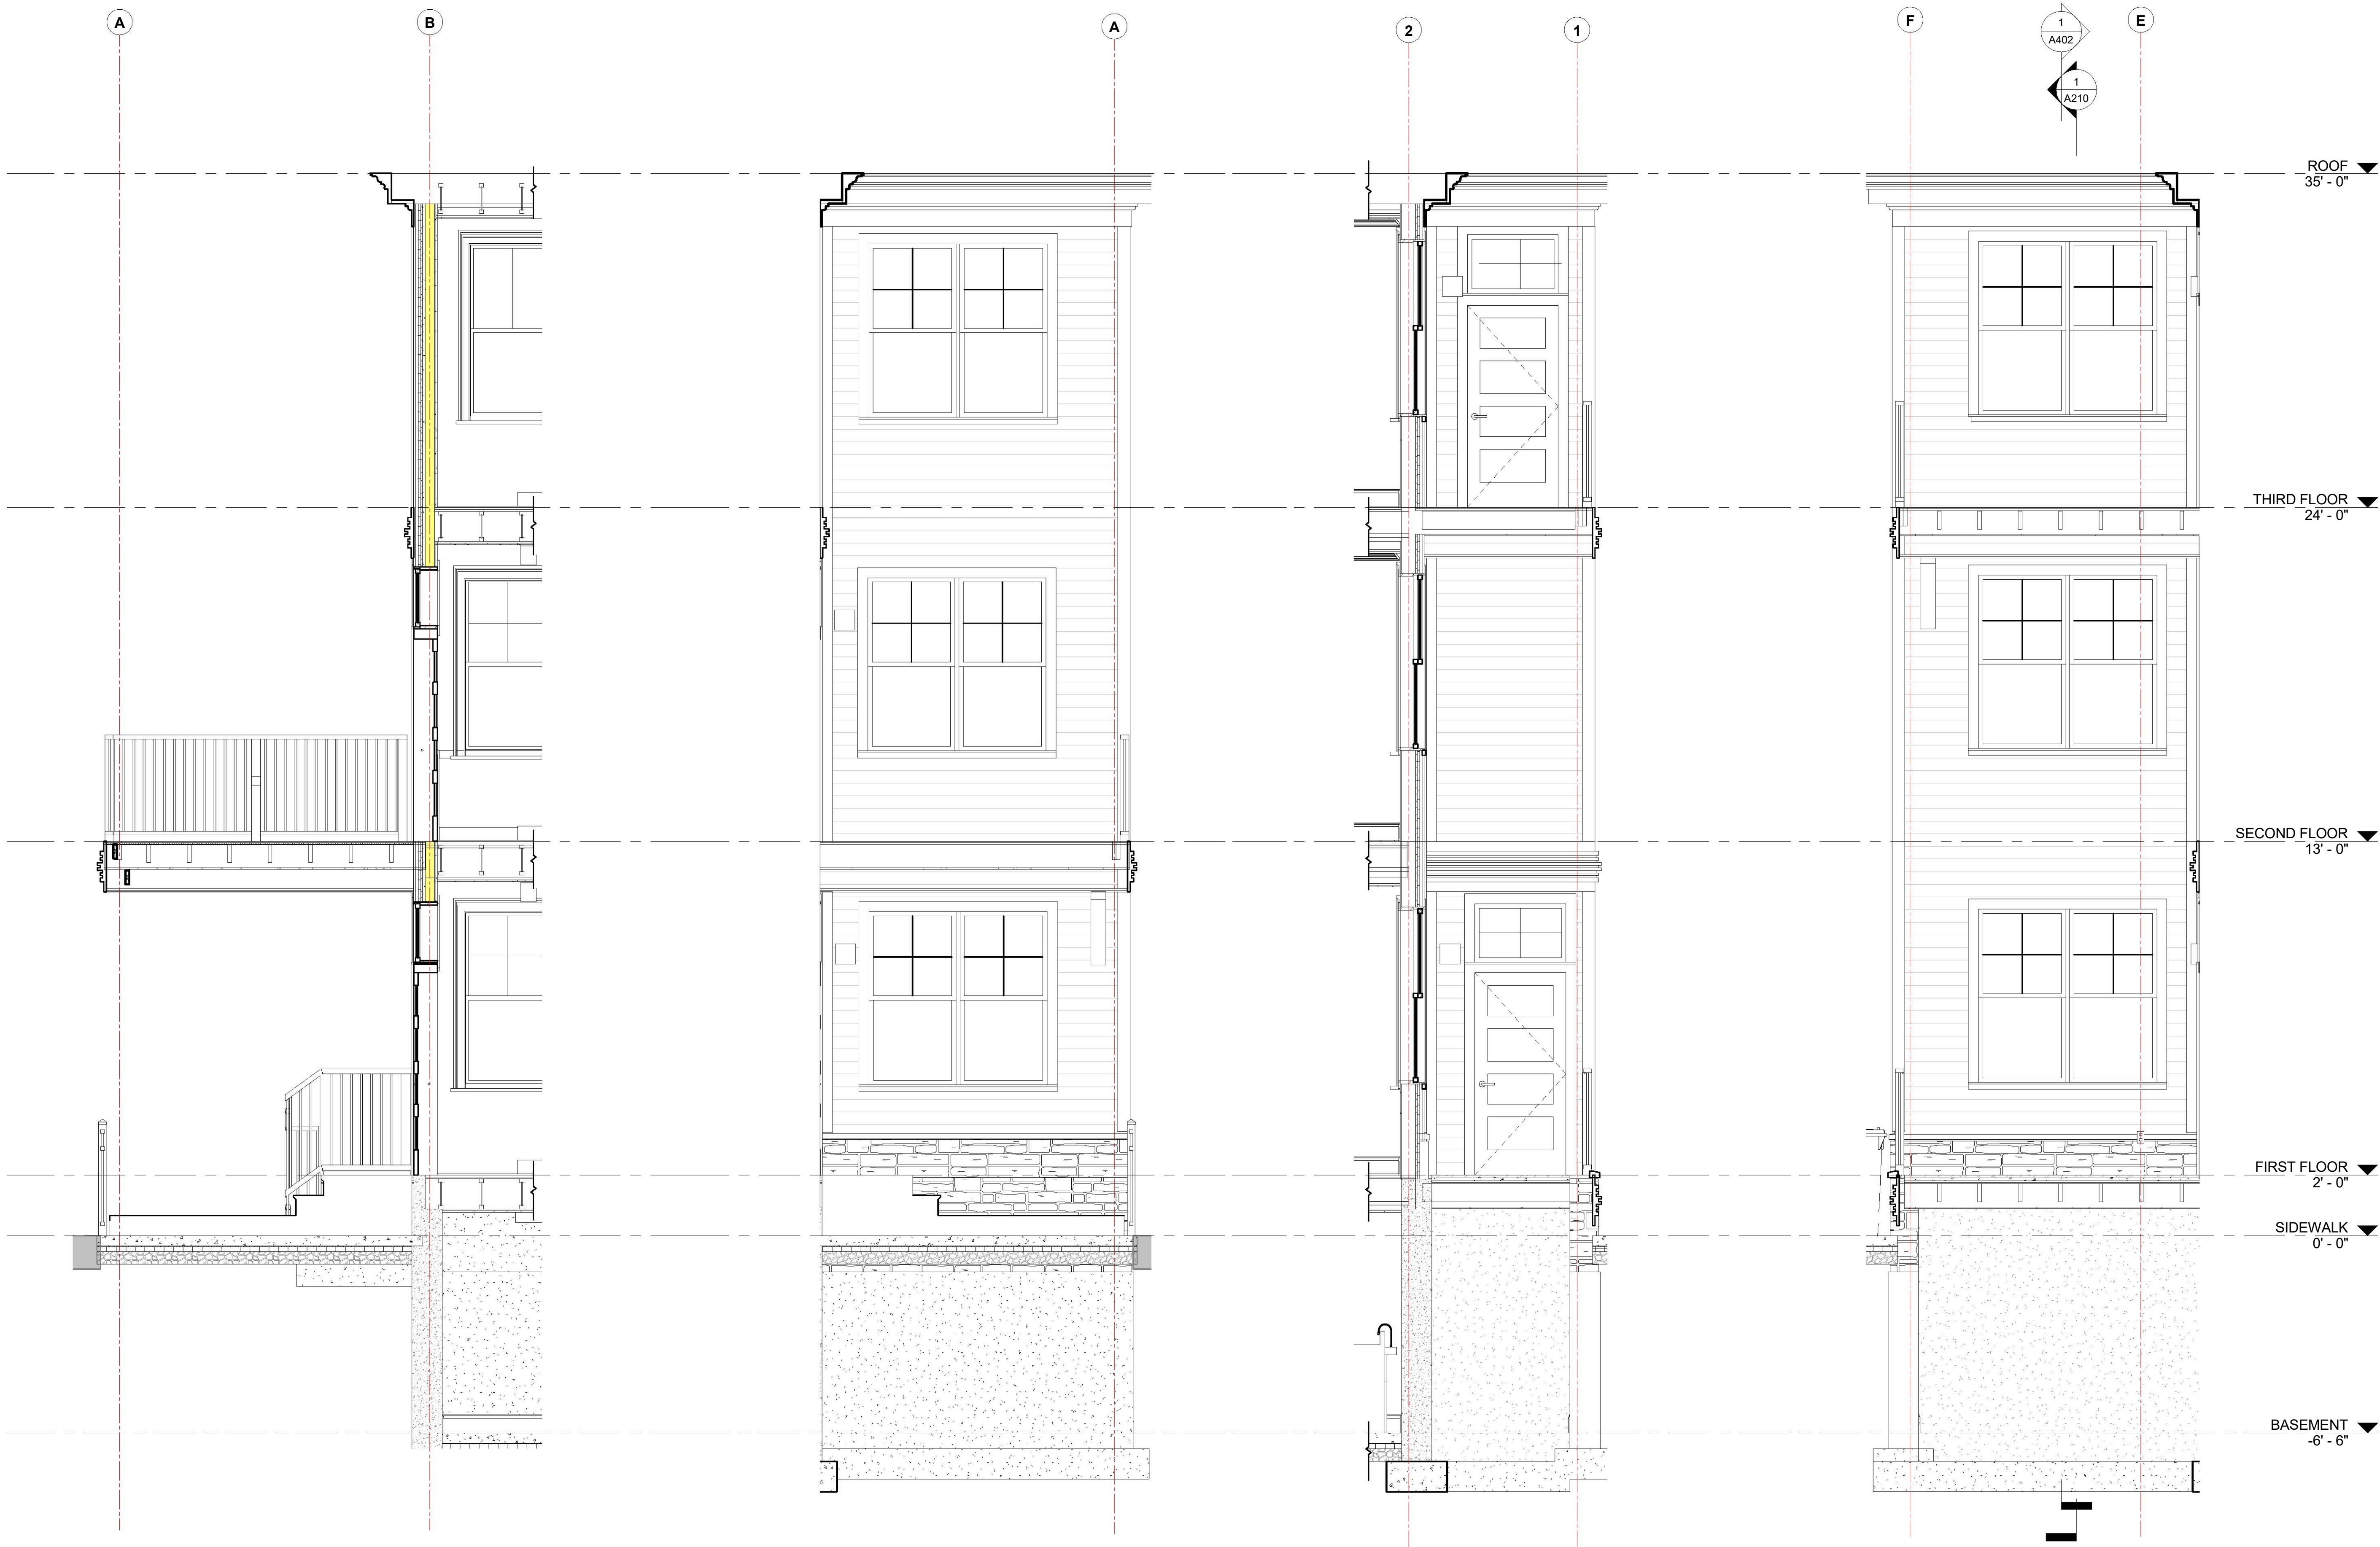 A
B
A
2
1
F
1
A402
E
1
A210
ROOF
35' - 0"
THIRD FLOOR
24' - 0"
SECOND FLOOR
13' - 0"
FIRST FLOOR
2' - 0"
SIDEWALK
0' - 0"
BASEMENT
-6' - 6"